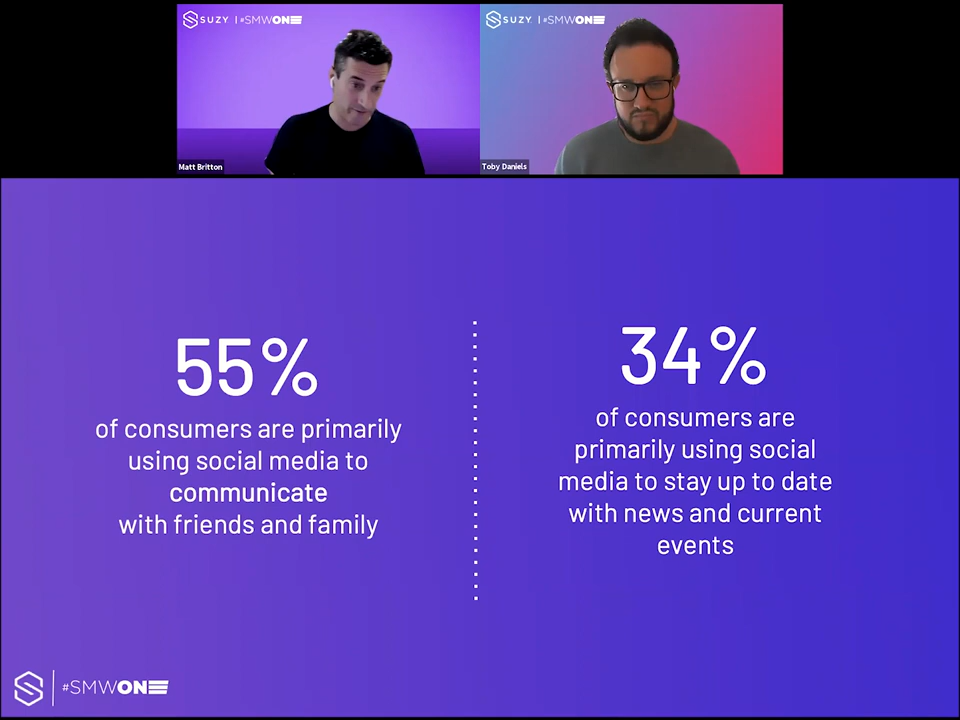 SUZY | #SMWONE
SUZY | #SMWONE
Matt Britton
Toby Daniels
55%
of consumers are primarily
using social media to
communicate
with friends and family
34%
of consumers are
primarily using social
media to stay up to date
with news and current
events
#SMWONE